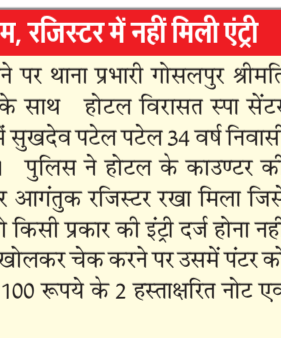 म, रजिस्टर में नहीं मिली एंट्री
ने पर थाना प्रभारी गोसलपुर श्रीमति
के साथ होटल विरासत स्पा सेंटर
में सुखदेव पटेल पटेल 34 वर्ष निवासी
। पुलिस ने होटल के काउण्टर की
र आगंतुक रजिस्टर रखा मिला जिसे
ो किसी प्रकार की इंट्री दर्ज होना नहीं
खोलकर चेक करने पर उसमें पंटर को
100 रूपये के 2 हस्ताक्षरित नोट एव